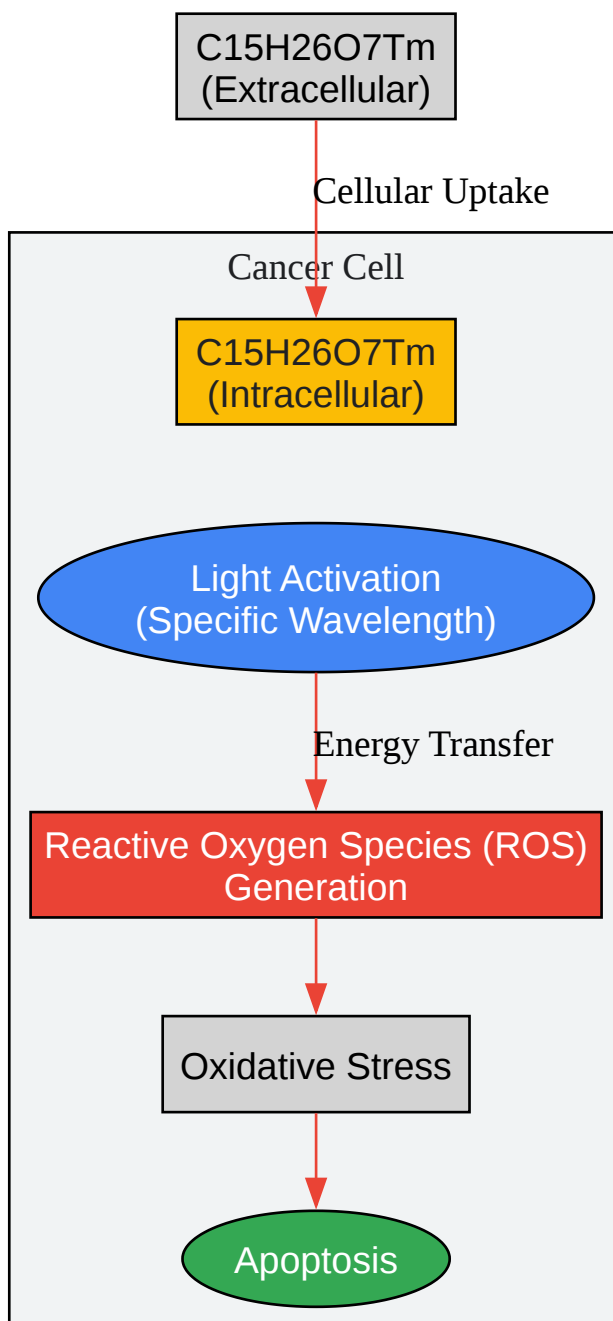 C15H26O7Tm
(Extracellular)
Cellular Uptake
Cancer Cell
C15H26O7Tm
(Intracellular)
Light Activation
(Specific Wavelength)
Energy Transfer
Reactive Oxygen Species (ROS)
Generation
Oxidative Stress
Apoptosis